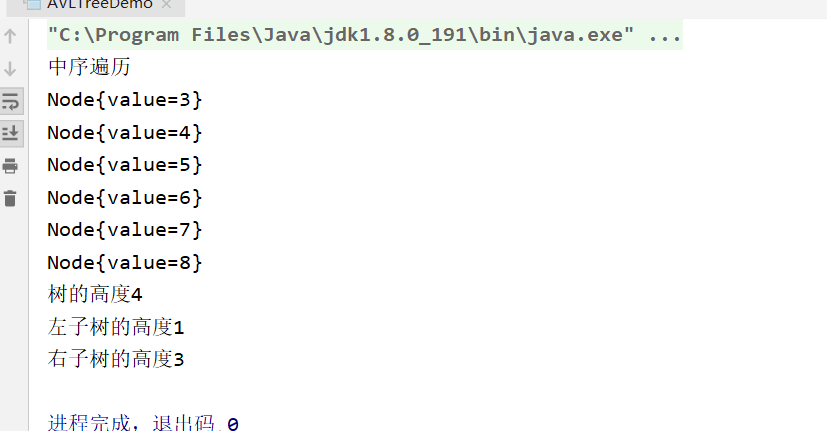 AVLTreeDemo ×
"C:\Program Files\Java\jdk1.8.0_191\bin\java.exe" ...
中序遍历
Node{value=3}
Node{value=4}
Node{value=5}
Node{value=6}
Node{value=7}
Node{value=8}
树的高度4
左子树的高度1
右子树的高度3
进程完成，退出码 0